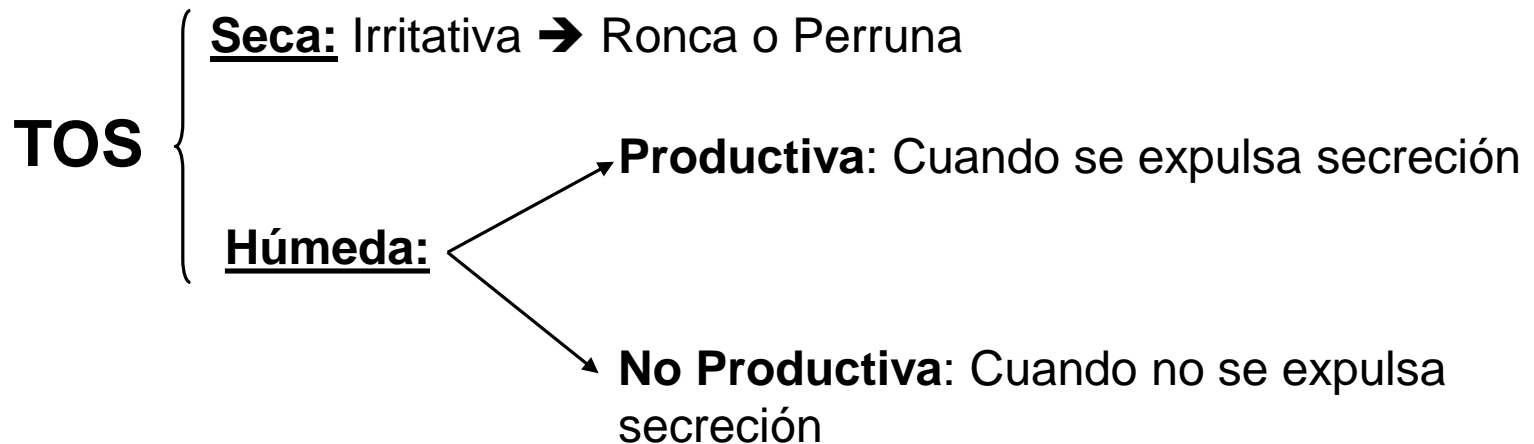 Seca: Irritativa → Ronca o Perruna
TOS
Productiva: Cuando se expulsa secreción
Húmeda:
No Productiva: Cuando no se expulsa
secreción